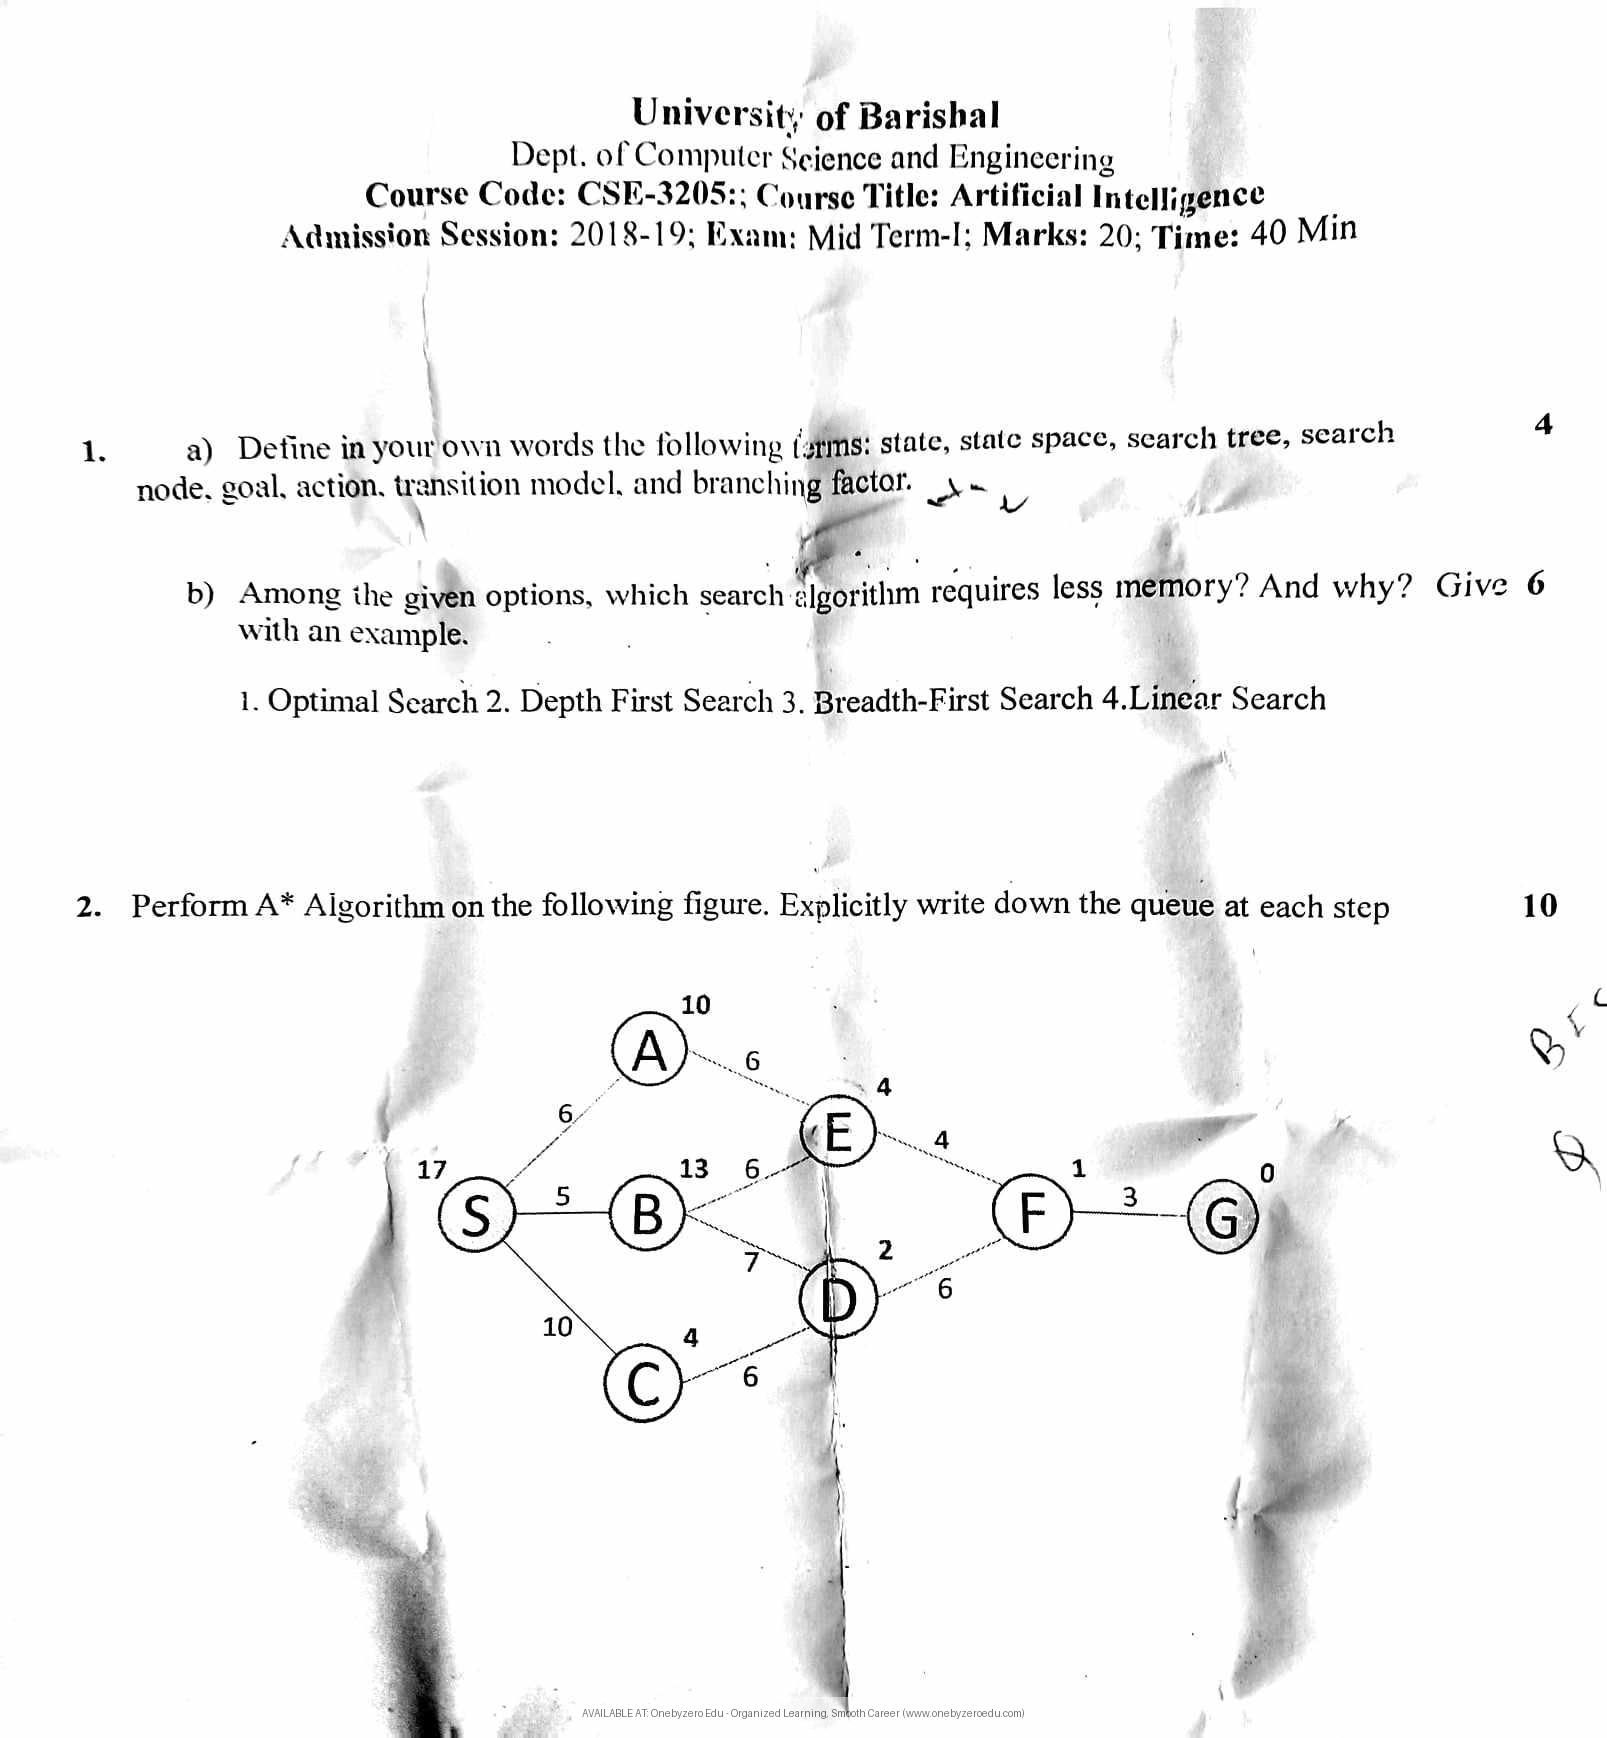 University of Barishal
Dept. of Computer Science and Engineering
Course Code: CSE-3205:; Course Title: Artificial Intelligence
Admission Session: 2018-19; Exam: Mid Term-I; Marks: 20; Time: 40 Min
1. a) Define in your own words the following terms: state, state space, search tree, search 4
node, goal, action, transition model, and branching factor.
b) Among the given options, which search algorithm requires less memory? And why? Give 6
with an example.
1. Optimal Search 2. Depth First Search 3. Breadth-First Search 4.Linear Search
2. Perform A* Algorithm on the following figure. Explicitly write down the queue at each step 10
10
A
6
4
E
6
4
17
13
6
1
0
S
5
B
F
3
G
7
2
D
6
10
4
C
6
AVAILABLE AT: Onebyzero Edu - Organized Learning, Smooth Career (www.onebyzeroedu.com)